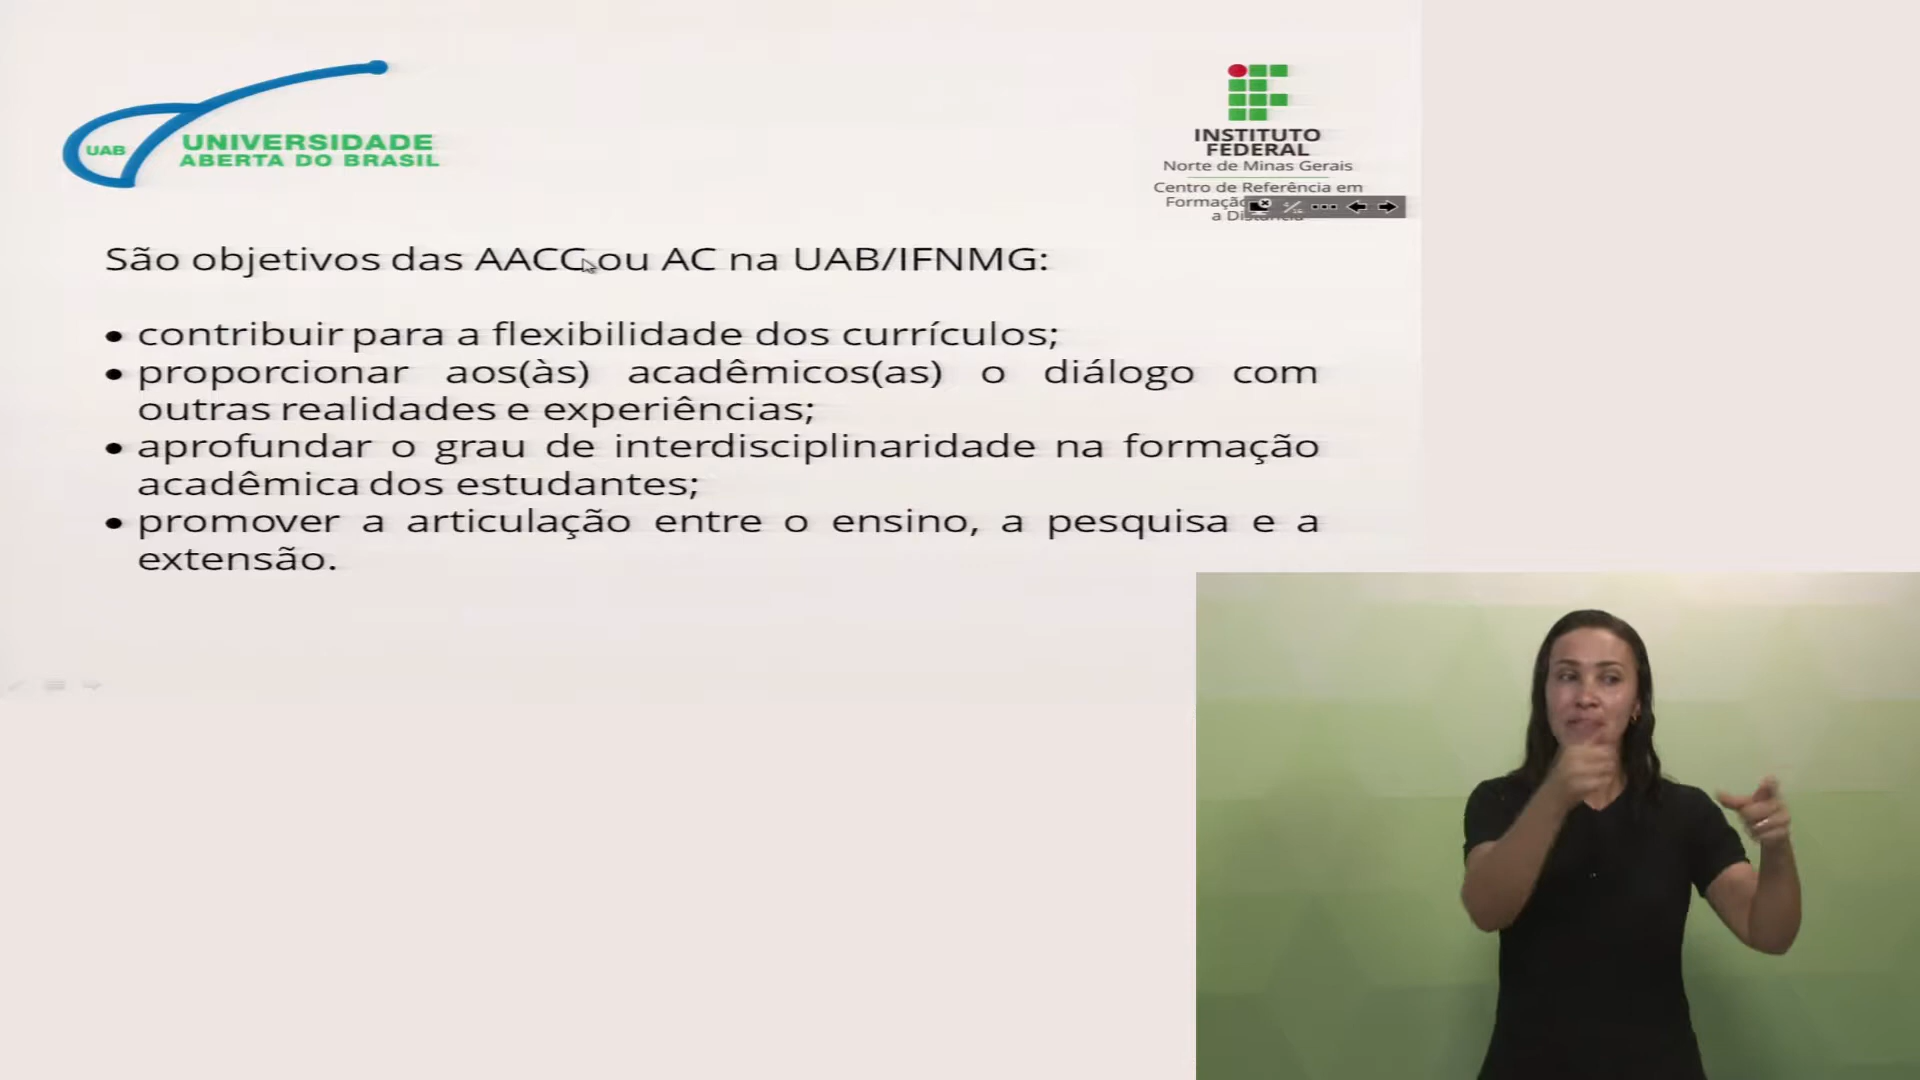 UAB
UNIVERSIDADE
ABERTA DO BRASIL
INSTITUTO
FEDERAL
Norte de Minas Gerais
Centro de Referência em
Formação
a Distância
São objetivos das AACC ou AC na UAB/IFNMG:
• contribuir para a flexibilidade dos currículos;
• proporcionar aos(às) acadêmicos(as) o diálogo com
outras realidades e experiências;
• aprofundar o grau de interdisciplinaridade na formação
acadêmica dos estudantes;
• promover a articulação entre o ensino, a pesquisa e a
extensão.